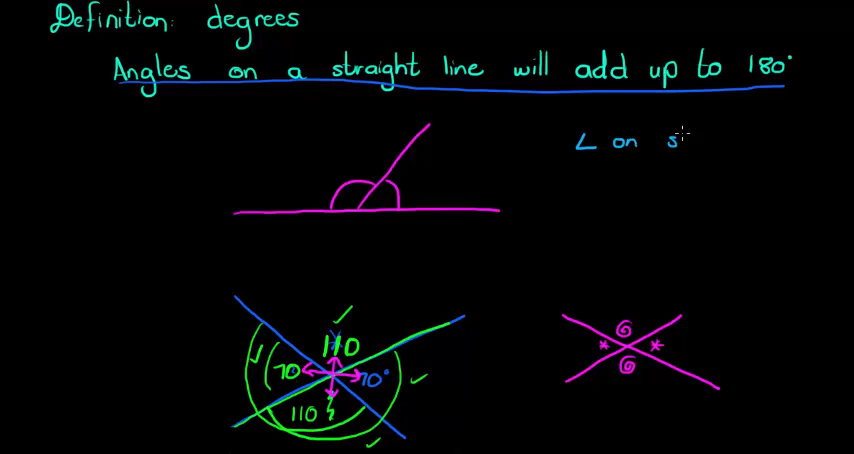 Definition: degrees
Angles on a straight line will add up to 180°
∠ on s
110
70
70°
110